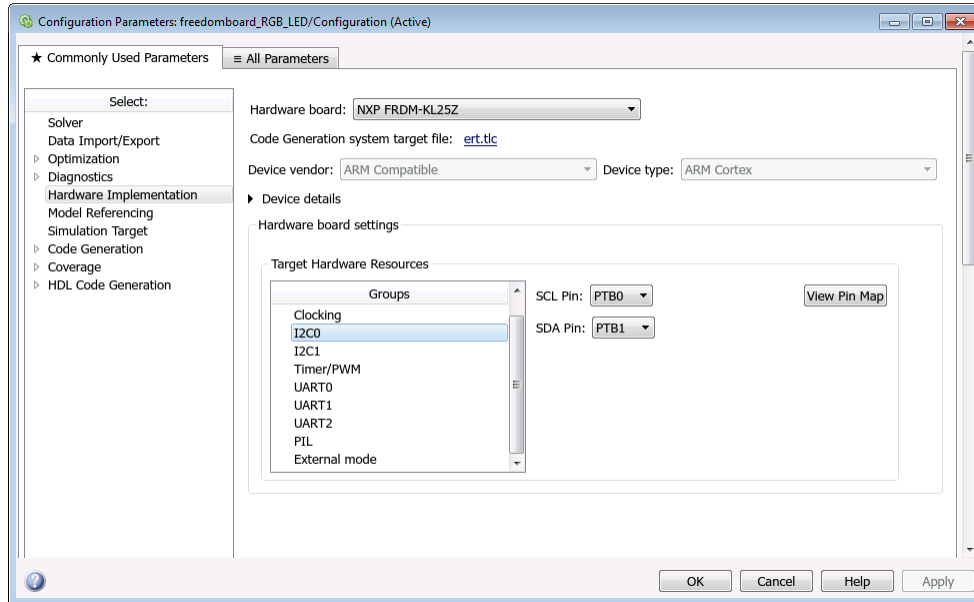 Configuration Parameters: freedomboard_RGB_LED/Configuration (Active)
★ Commonly Used Parameters
≡ All Parameters
Select:
Solver
Data Import/Export
Optimization
Diagnostics
Hardware Implementation
Model Referencing
Simulation Target
Code Generation
Coverage
HDL Code Generation
Hardware board: NXP FRDM-KL25Z
Code Generation system target file: ert.tlc
Device vendor: ARM Compatible Device type: ARM Cortex
Device details
Hardware board settings
Target Hardware Resources
Groups
Clocking
I2C0
I2C1
Timer/PWM
UART0
UART1
UART2
PIL
External mode
SCL Pin: PTB0
View Pin Map
SDA Pin: PTB1
?
OK
Cancel
Help
Apply